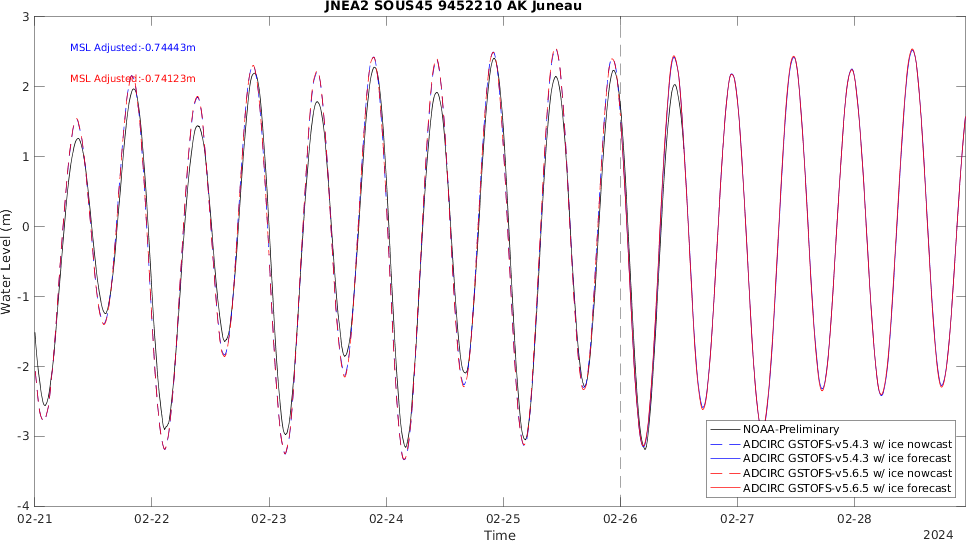 JNEA2 SOUS45 9452210 AK Juneau
MSL Adjusted:-0.74443m
MSL Adjusted:-0.74123m
3
2
1
0
-1
-2
-3
-4
Water Level (m)
NOAA-Preliminary
ADCIRC GSTOFS-v5.4.3 w/ ice nowcast
ADCIRC GSTOFS-v5.4.3 w/ ice forecast
ADCIRC GSTOFS-v5.6.5 w/ ice nowcast
ADCIRC GSTOFS-v5.6.5 w/ ice forecast
02-21 02-22 02-23 02-24 02-25 02-26 02-27 02-28
Time
2024